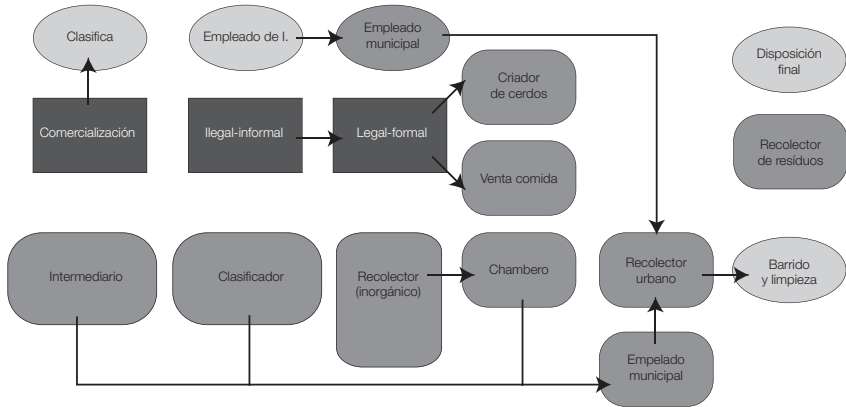 Clasifica
Empleado de I.
Empleado
municipal
Disposición
final
Criador
de cerdos
Comercialización
Ilegal-informal
Legal-formal
Recolector
de resíduos
Venta comida
Intermediario
Clasificador
Recolector
(inorgánico)
Chambero
Recolector
urbano
Barrido
y limpieza
Empelado
municipal